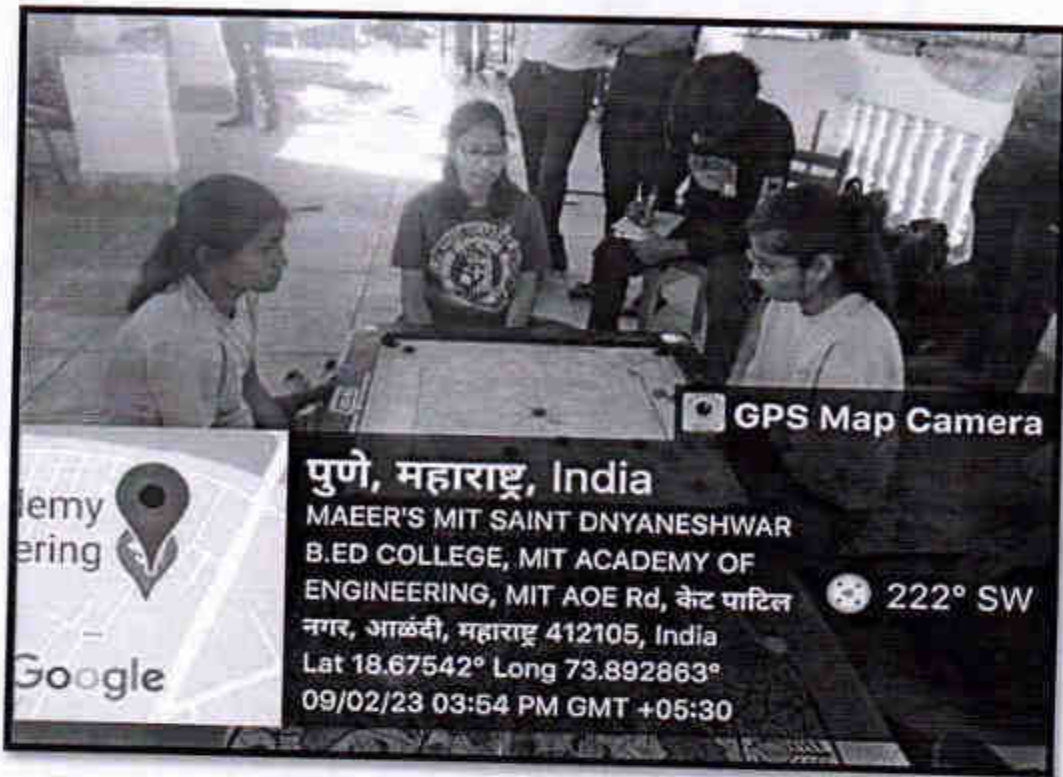 GPS Map Camera
पुणे, महाराष्ट्र, India
MAEER'S MIT SAINT DNYANESHWAR
B.ED COLLEGE, MIT ACADEMY OF
ENGINEERING, MIT AOE Rd, केट पाटिल
नगर, आळंदी, महाराष्ट्र 412105, India
Lat 18.67542° Long 73.892863°
09/02/23 03:54 PM GMT +05:30
222° SW
lemy
ering
Google